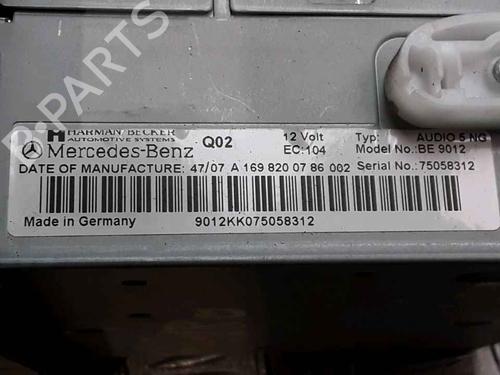 B-PARTS
HARMAN BECKER
AUTOMOTIVE SYSTEMS
Mercedes-Benz
Q02
12 Volt
EC:104
Typ: AUDIO 5 NG
Model No.:BE 9012
DATE OF MANUFACTURE: 47/07 A 169 820 07 86 002 Serial No.:75058312
Made in Germany
9012KK075058312